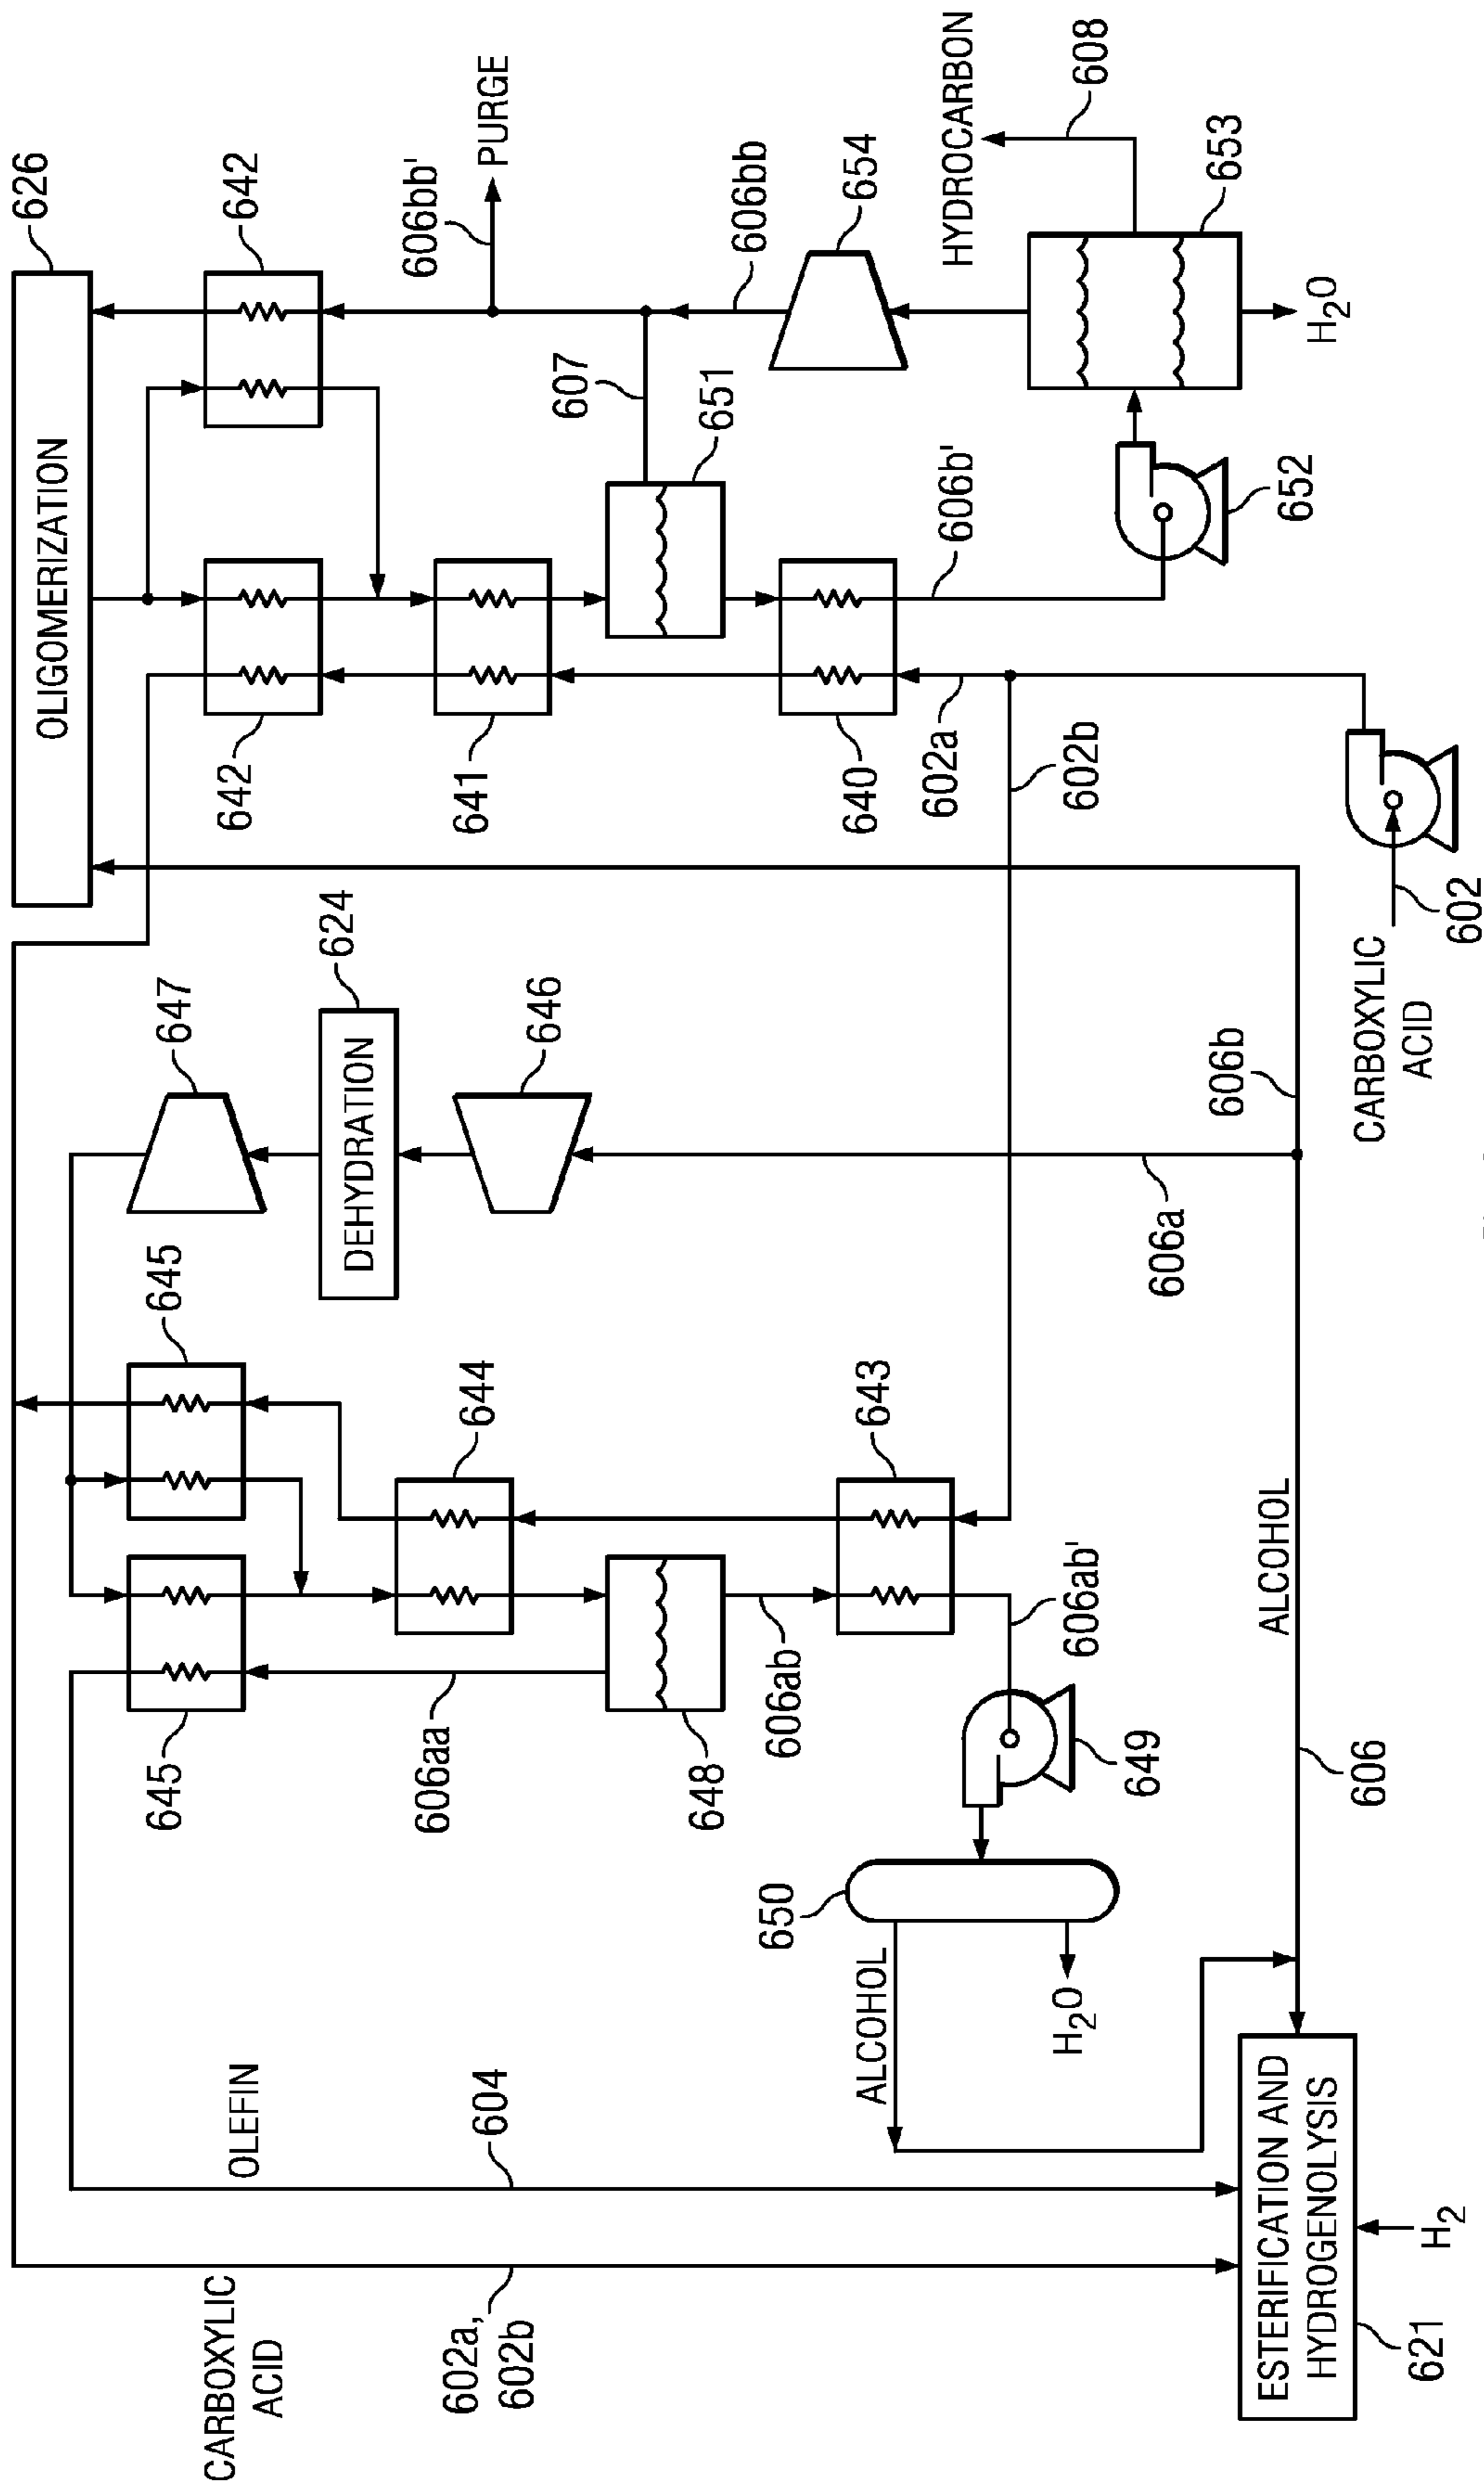 626
OLIGOMERIZATION
642
606bb'
PURGE
642
641
607
651
606bb
654
HYDROCARBON
608
653
H2O
640
606b'
652
602a
602b
602
CARBOXYLIC
ACID
647
624
DEHYDRATION
646
606b
606a
645
644
643
645
606aa
648
606ab
606ab'
649
650
ALCOHOL
H2O
ALCOHOL
606
OLEFIN
604
CARBOXYLIC
ACID
602a,
602b
ESTERIFICATION AND
HYDROGENOLYSIS
H2
621